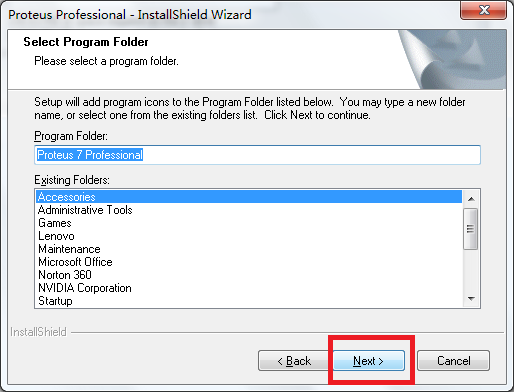 Proteus Professional - InstallShield Wizard
Select Program Folder
Please select a program folder.
Setup will add program icons to the Program Folder listed below. You may type a new folder
name, or select one from the existing folders list. Click Next to continue.
Program Folder:
Proteus 7 Professional
Existing Folders:
Accessories
Administrative Tools
Games
Lenovo
Maintenance
Microsoft Office
Norton 360
NVIDIA Corporation
Startup
InstallShield
< Back
Next >
Cancel